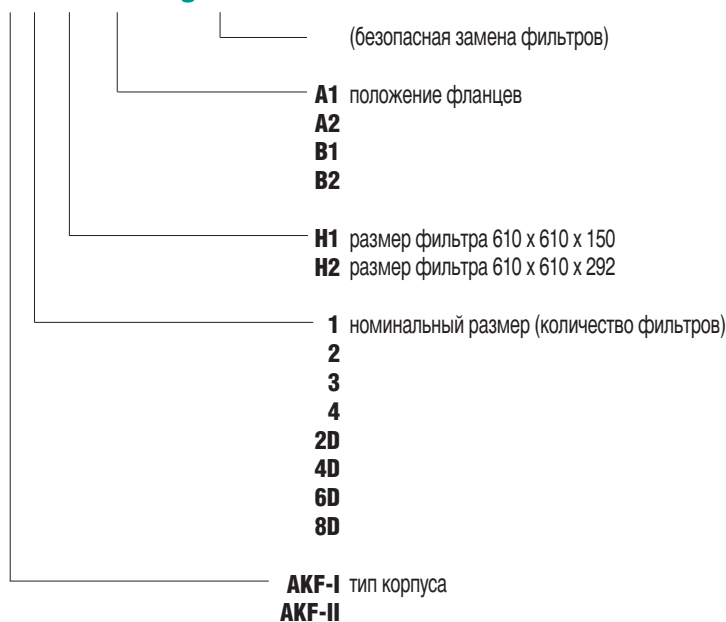 (безопасная замена фильтров)
A1 положение фланцев
A2
B1
B2
H1 размер фильтра 610 x 610 x 150
H2 размер фильтра 610 x 610 x 292
1 номинальный размер (количество фильтров)
2
3
4
2D
4D
6D
8D
AKF-I тип корпуса
AKF-II